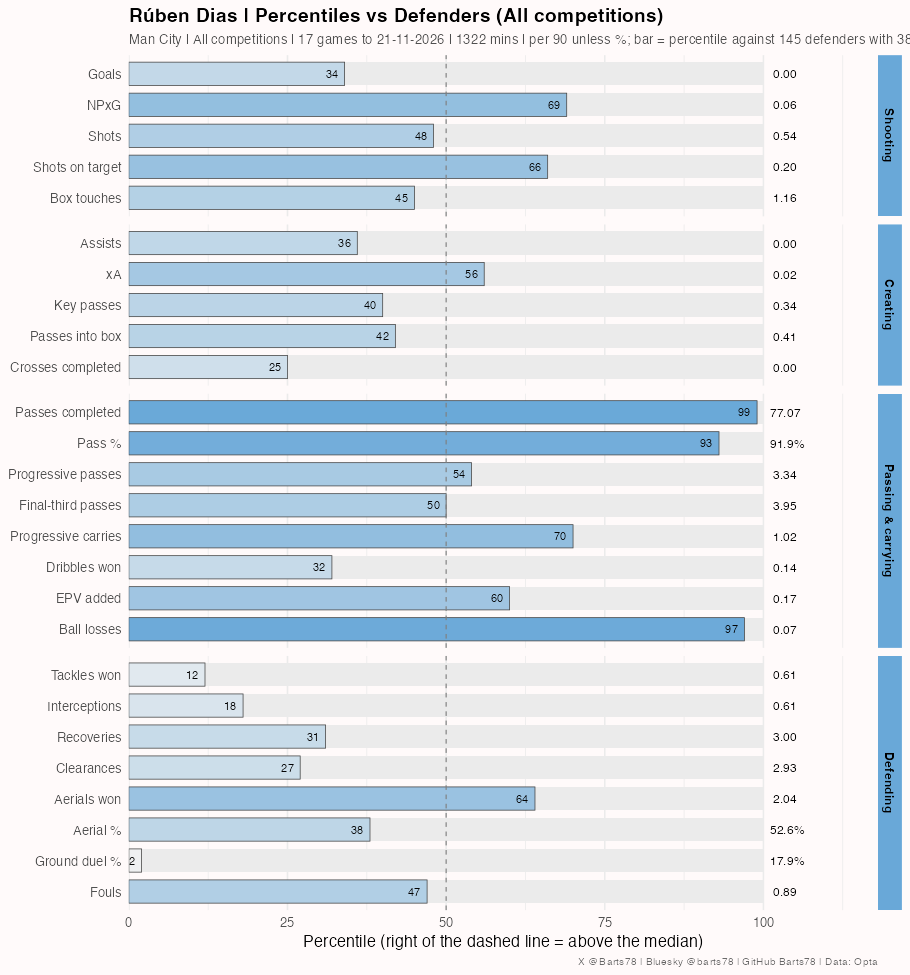 Rúben Dias | Percentiles vs Defenders (All competitions)
Man City | All competitions | 17 games to 21-11-2026 | 1322 mins | per 90 unless %; bar = percentile against 145 defenders with 38
Goals 34 0.00
NPxG 69 0.06
Shots 48 0.54
Shots on target 66 0.20
Box touches 45 1.16
Shooting
Assists 36 0.00
xA 56 0.02
Key passes 40 0.34
Passes into box 42 0.41
Crosses completed 25 0.00
Creating
Passes completed 99 77.07
Pass % 93 91.9%
Progressive passes 54 3.34
Final-third passes 50 3.95
Progressive carries 70 1.02
Dribbles won 32 0.14
EPV added 60 0.17
Ball losses 97 0.07
Passing & carrying
Tackles won 12 0.61
Interceptions 18 0.61
Recoveries 31 3.00
Clearances 27 2.93
Aerials won 64 2.04
Aerial % 38 52.6%
Ground duel % 2 17.9%
Fouls 47 0.89
Defending
0 25 50 75 100
Percentile (right of the dashed line = above the median)
X @Barts78 | Bluesky @barts78 | GitHub Barts78 | Data: Opta